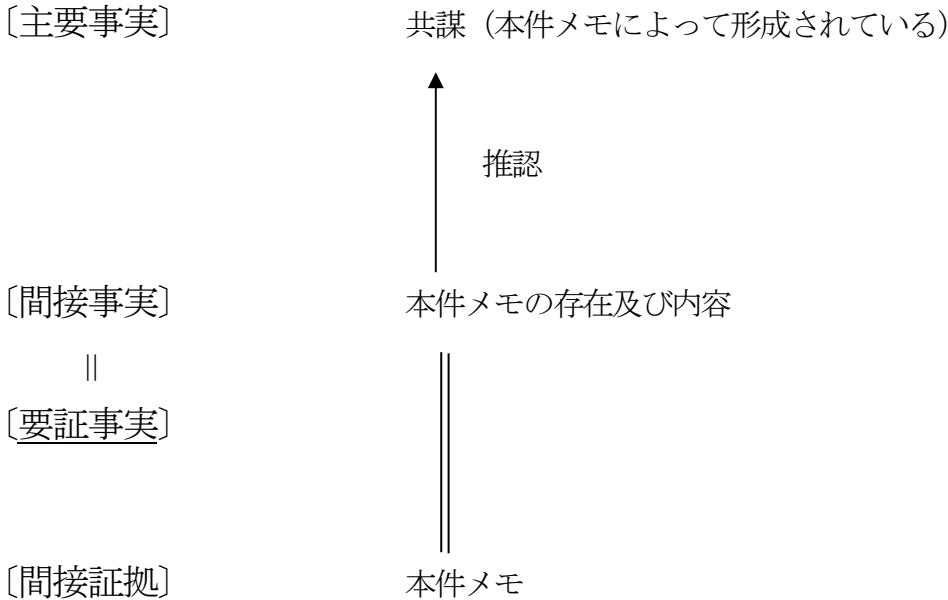 〔主要事実〕 共謀（本件メモによって形成されている）
推認
〔間接事実〕 本件メモの存在及び内容
||
〔要証事実〕
〔間接証拠〕 本件メモ